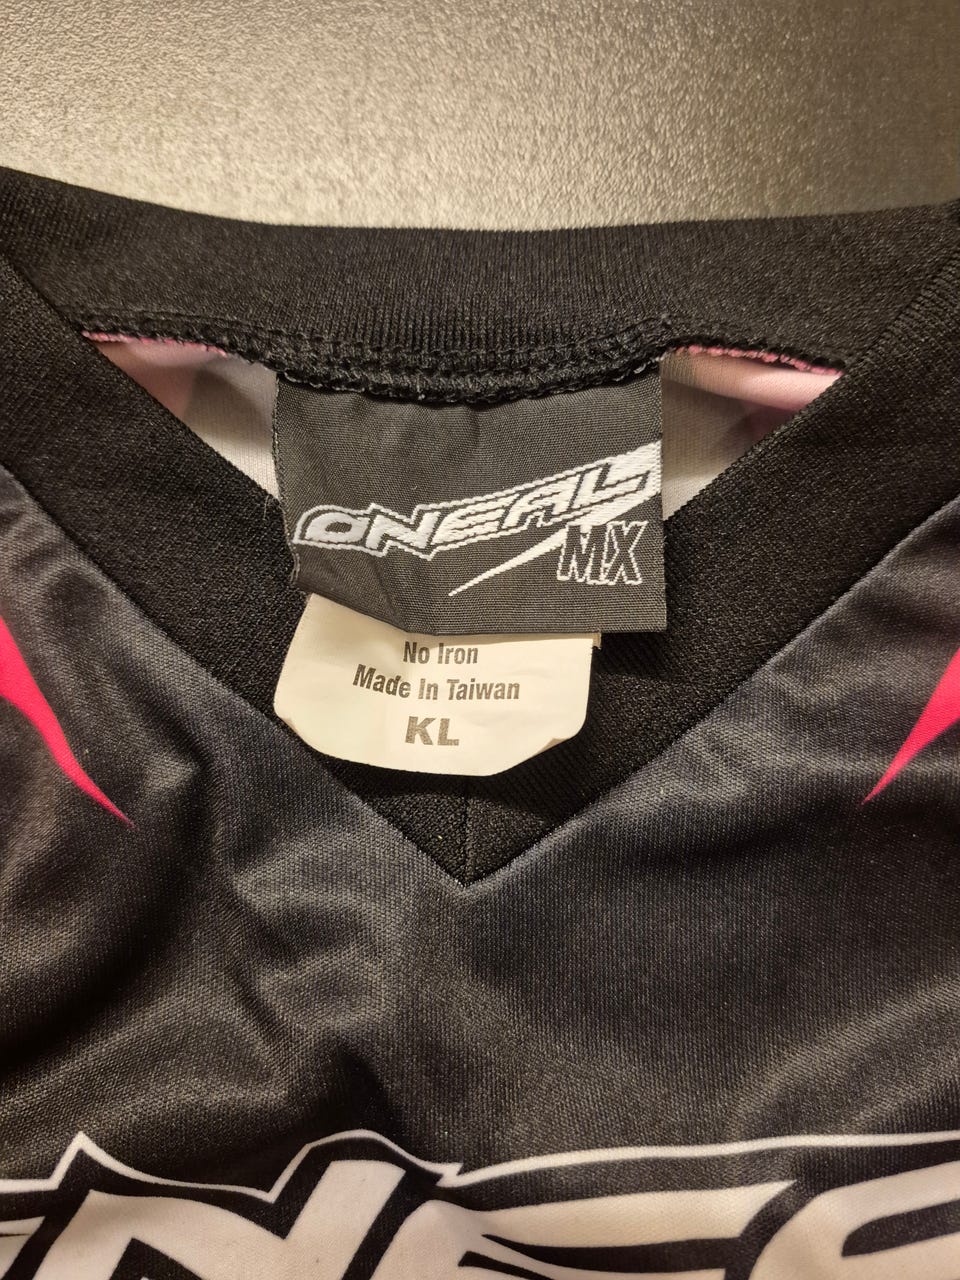 ONEAL
MX
No Iron
Made In Taiwan
KL